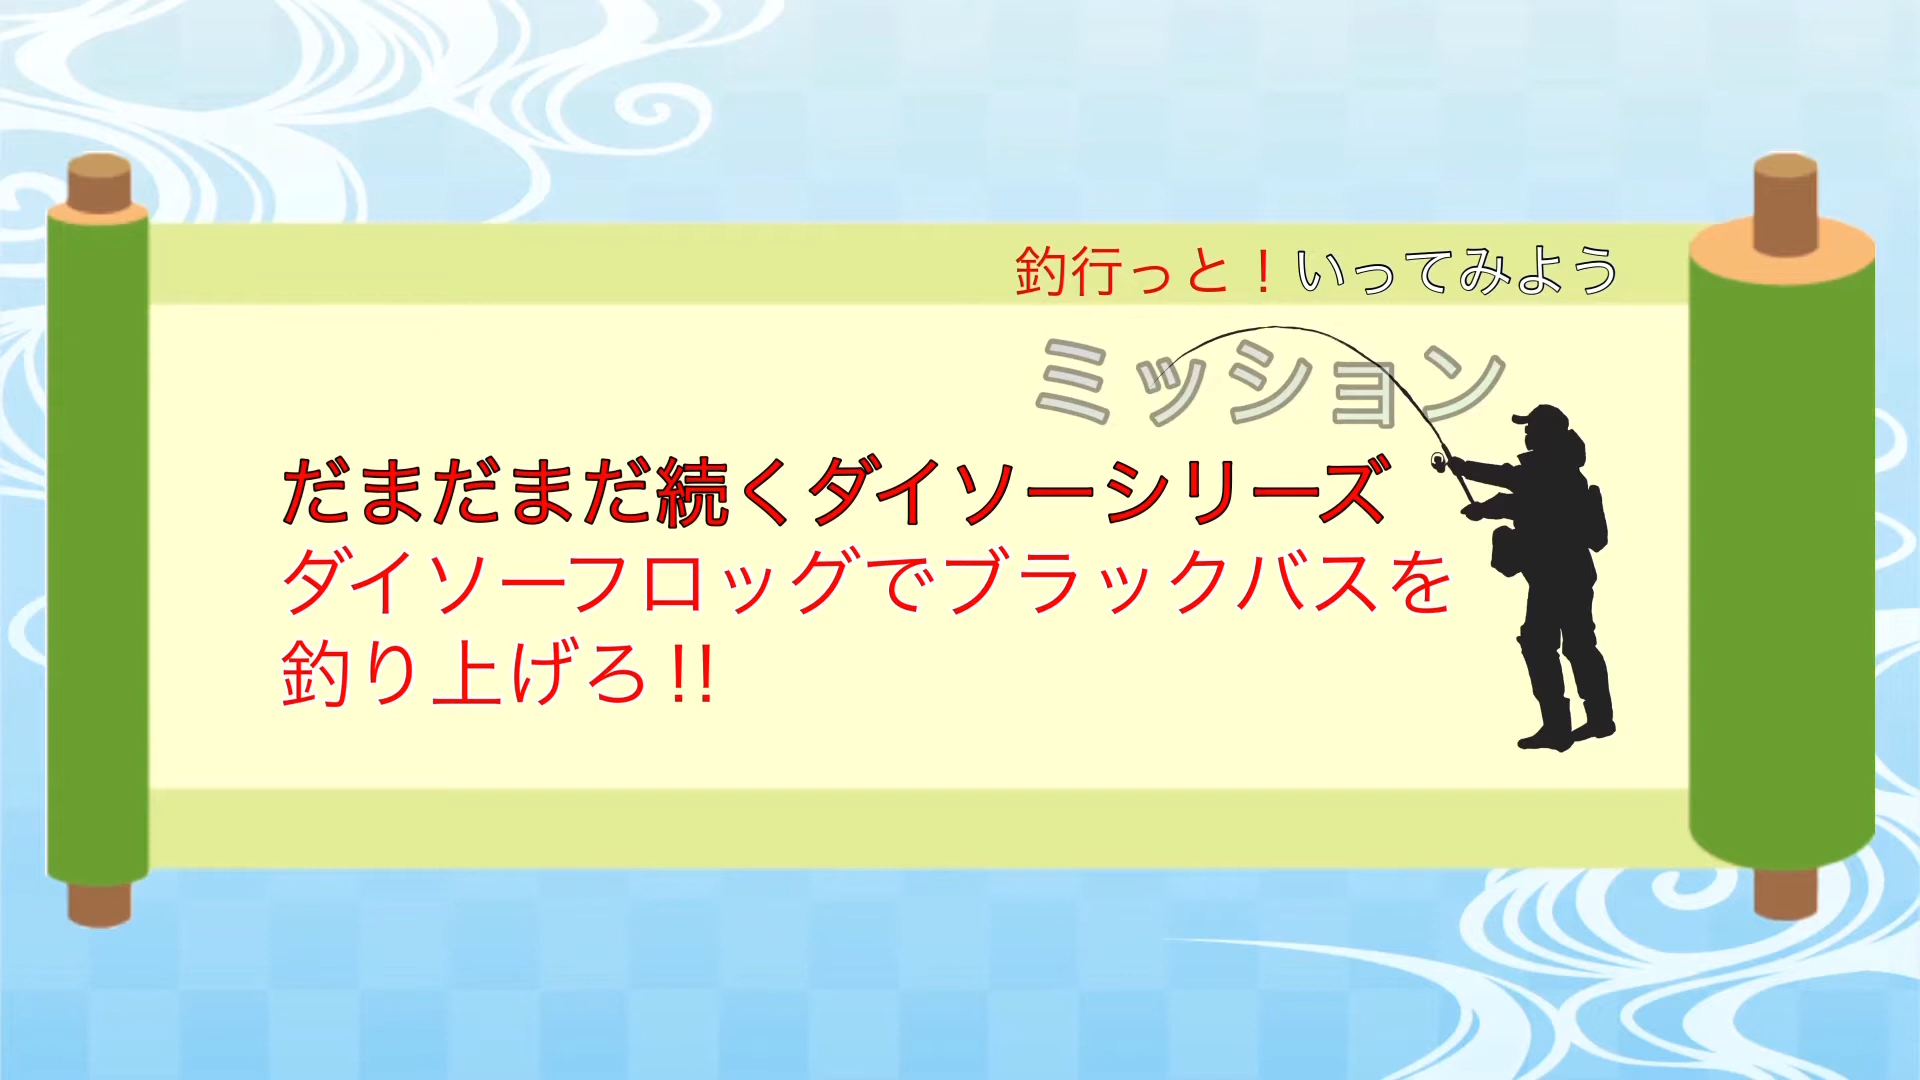 釣行っと！いってみよう
ミッション
だまだまだ続くダイソーシリーズ
ダイソーフロッグでブラックバスを
釣り上げろ!!